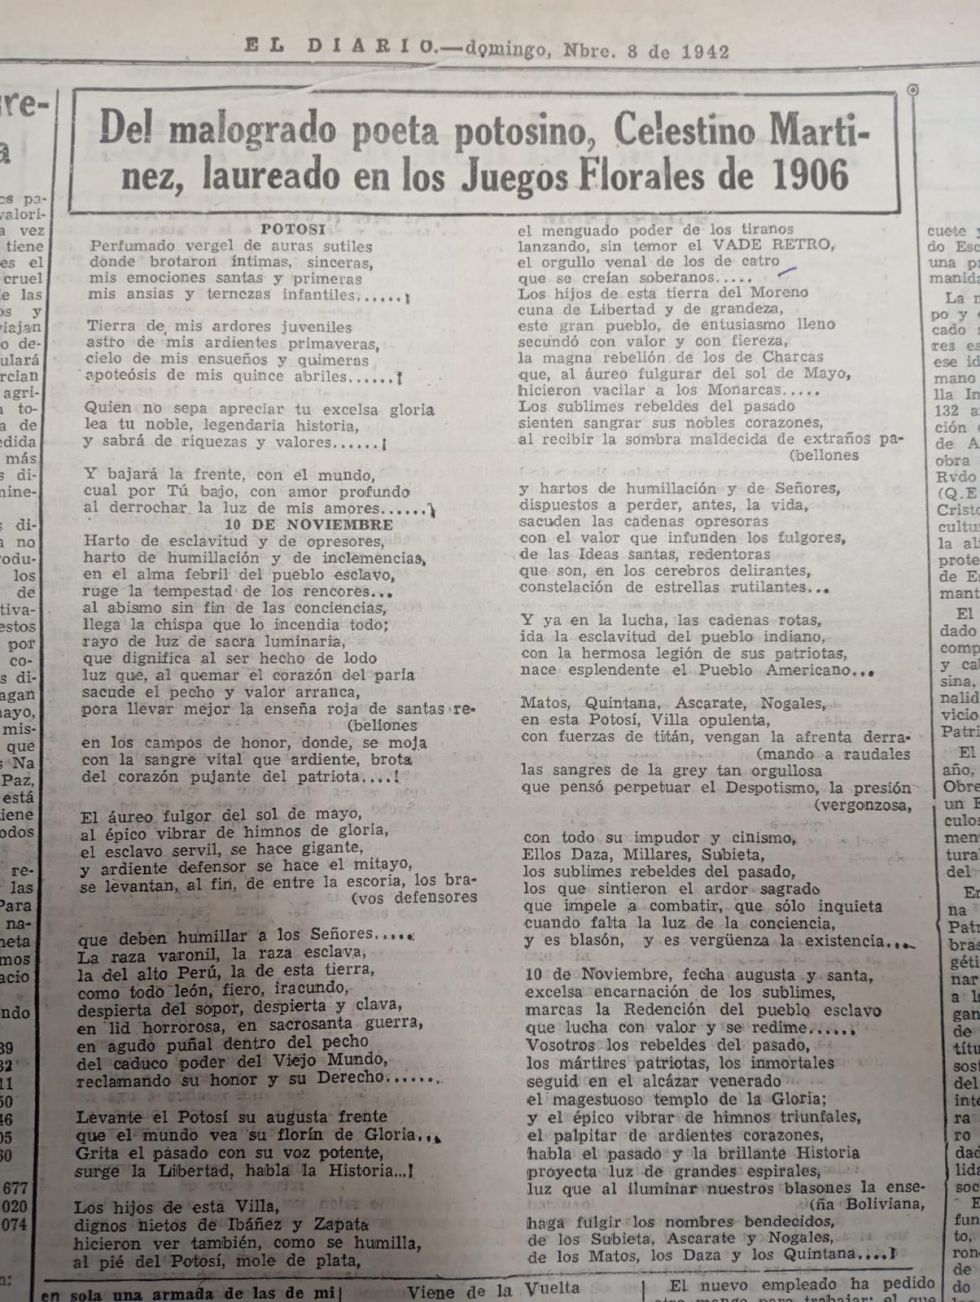 EL DIARIO.—domingo, Nbre. 8 de 1942
Del malogrado poeta potosino, Celestino Marti-
nez, laureado en los Juegos Florales de 1906
POTOSI
Perfumado vergel de auras sutiles
donde brotaron íntimas, sinceras,
mis emociones santas y primeras
mis ansias y ternezas infantiles......¡
Tierra de mis ardores juveniles
astro de mis ardientes primaveras,
cielo de mis ensueños y quimeras
apoteósis de mis quince abriles......!
Quien no sepa apreciar tu excelsa gloria
lea tu noble, legendaria historia,
y sabrá de riquezas y valores......¡
Y bajará la frente, con el mundo,
cual por Tú bajo, con amor profundo
al derrochar la luz de mis amores......
10 DE NOVIEMBRE
Harto de esclavitud y de opresores,
harto de humillación y de inclemencias,
en el alma febril del pueblo esclavo,
ruge la tempestad de los rencores...
al abismo sin fin de las conciencias,
llega la chispa que lo incendia todo;
rayo de luz de sacra luminaria,
que dignifica al ser hecho de lodo
luz que, al quemar el corazón del paria
sacude el pecho y valor arranca,
pora llevar mejor la enseña roja de santas re-
(beliones
en los campos de honor, donde, se moja
con la sangre vital que ardiente, brota
del corazón pujante del patriota....!
El áureo fulgor del sol de mayo,
al épico vibrar de himnos de gloria,
el esclavo servil, se hace gigante,
y ardiente defensor se hace el mitayo,
se levantan, al fin, de entre la escoria, los bra-
(vos defensores
que deben humillar a los Señores.....
La raza varonil, la raza esclava,
la del alto Perú, la de esta tierra,
como todo león, fiero, iracundo,
despierta del sopor, despierta y clava,
en lid horrorosa, en sacrosanta guerra,
en agudo puñal dentro del pecho
del caduco poder del Viejo Mundo,
reclamando su honor y su Derecho.......
Levante el Potosí su augusta frente
que el mundo vea su florín de Gloria...
Grita el pasado con su voz potente,
surge la Libertad, habla la Historia...!
Los hijos de esta Villa,
dignos nietos de Ibáñez y Zapata
hicieron ver también, como se humilla,
al pié del Potosí, mole de plata,
el menguado poder de los tiranos
lanzando, sin temor el VADE RETRO,
el orgullo venal de los de catro
que se creían soberanos.....
Los hijos de esta tierra del Moreno
cuna de Libertad y de grandeza,
este gran pueblo, de entusiasmo lleno
secundó con valor y con fiereza,
la magna rebelión de los de Charcas
que, al áureo fulgurar del sol de Mayo,
hicieron vacilar a los Monarcas.....
Los sublimes rebeldes del pasado
sienten sangrar sus nobles corazones,
al recibir la sombra maldecida de extraños pa-
(bellones
y hartos de humillación y de Señores,
dispuestos a perder, antes, la vida,
sacuden las cadenas opresoras
con el valor que infunden los fulgores,
de las Ideas santas, redentoras
que son, en los cerebros delirantes,
constelación de estrellas rutilantes...
Y ya en la lucha, las cadenas rotas,
ida la esclavitud del pueblo indiano,
con la hermosa legión de sus patriotas,
nace esplendente el Pueblo Americano...
Matos, Quintana, Ascarate, Nogales,
en esta Potosí, Villa opulenta,
con fuerzas de titán, vengan la afrenta derra-
(mando a raudales
las sangres de la grey tan orgullosa
que pensó perpetuar el Despotismo, la presión
(vergonzosa,
con todo su impudor y cinismo,
Ellos Daza, Millares, Subieta,
los sublimes rebeldes del pasado,
los que sintieron el ardor sagrado
que impele a combatir, que sólo inquieta
cuando falta la luz de la conciencia,
y es blasón, y es vergüenza la existencia...
10 de Noviembre, fecha augusta y santa,
excelsa encarnación de los sublimes,
marcas la Redención del pueblo esclavo
que lucha con valor y se redime......
Vosotros los rebeldes del pasado,
los mártires patriotas, los inmortales
seguid en el alcázar venerado
el magestuoso templo de la Gloria;
y el épico vibrar de himnos triunfales,
el palpitar de ardientes corazones,
habla el pasado y la brillante Historia
proyecta luz de grandes espirales,
luz que al iluminar nuestros blasones la ense-
(ña Boliviana,
haga fulgir los nombres bendecidos,
de los Subieta, Ascarate y Nogales,
de los Matos, los Daza y los Quintana....!
en sola una armada de las de mi
Viene de la Vuelta
El nuevo empleado ha pedido